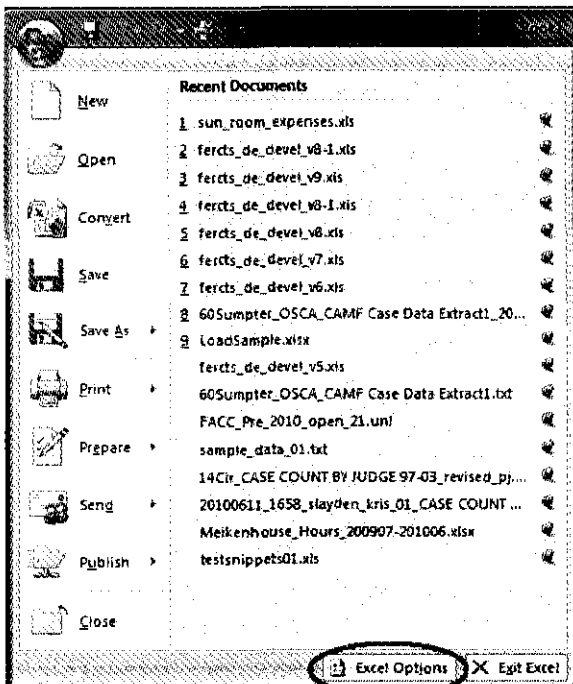 New
Open
Convert
Save
Save As
Print
Prepare
Send
Publish
Close
Recent Documents
1 sun_room_expenses.xls
2 fercts_de_devel_v8-1.xls
3 fercts_de_devel_v9.xls
4 fercts_de_devel_v8-1.xls
5 fercts_de_devel_v8.xls
6 fercts_de_devel_v7.xls
7 fercts_de_devel_v6.xls
8 60Sumpter_OSCA_CAMF Case Data Extract1_20...
9 LoadSample.xlsx
fercts_de_devel_v5.xls
60Sumpter_OSCA_CAMF Case Data Extract1.txt
FACC_Pre_2010_open_21.unl
sample_data_01.txt
14Cir_CASE COUNT BY JUDGE 97-03_revised_pj....
20100611_1658_slayden_kris_01_CASE COUNT ...
Meikenhouse_Hours_200907-201006.xlsx
testsnippets01.xls
Excel Options
Exit Excel